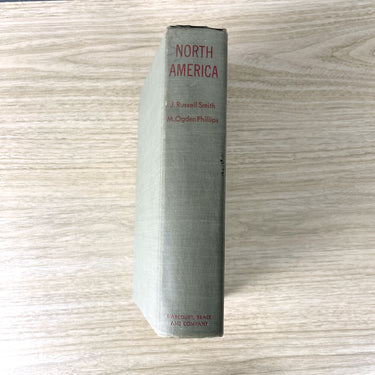 NORTH
AMERICA
J. Russell Smith
M. Ogden Phillips
HARCOURT, BRACE
AND COMPANY